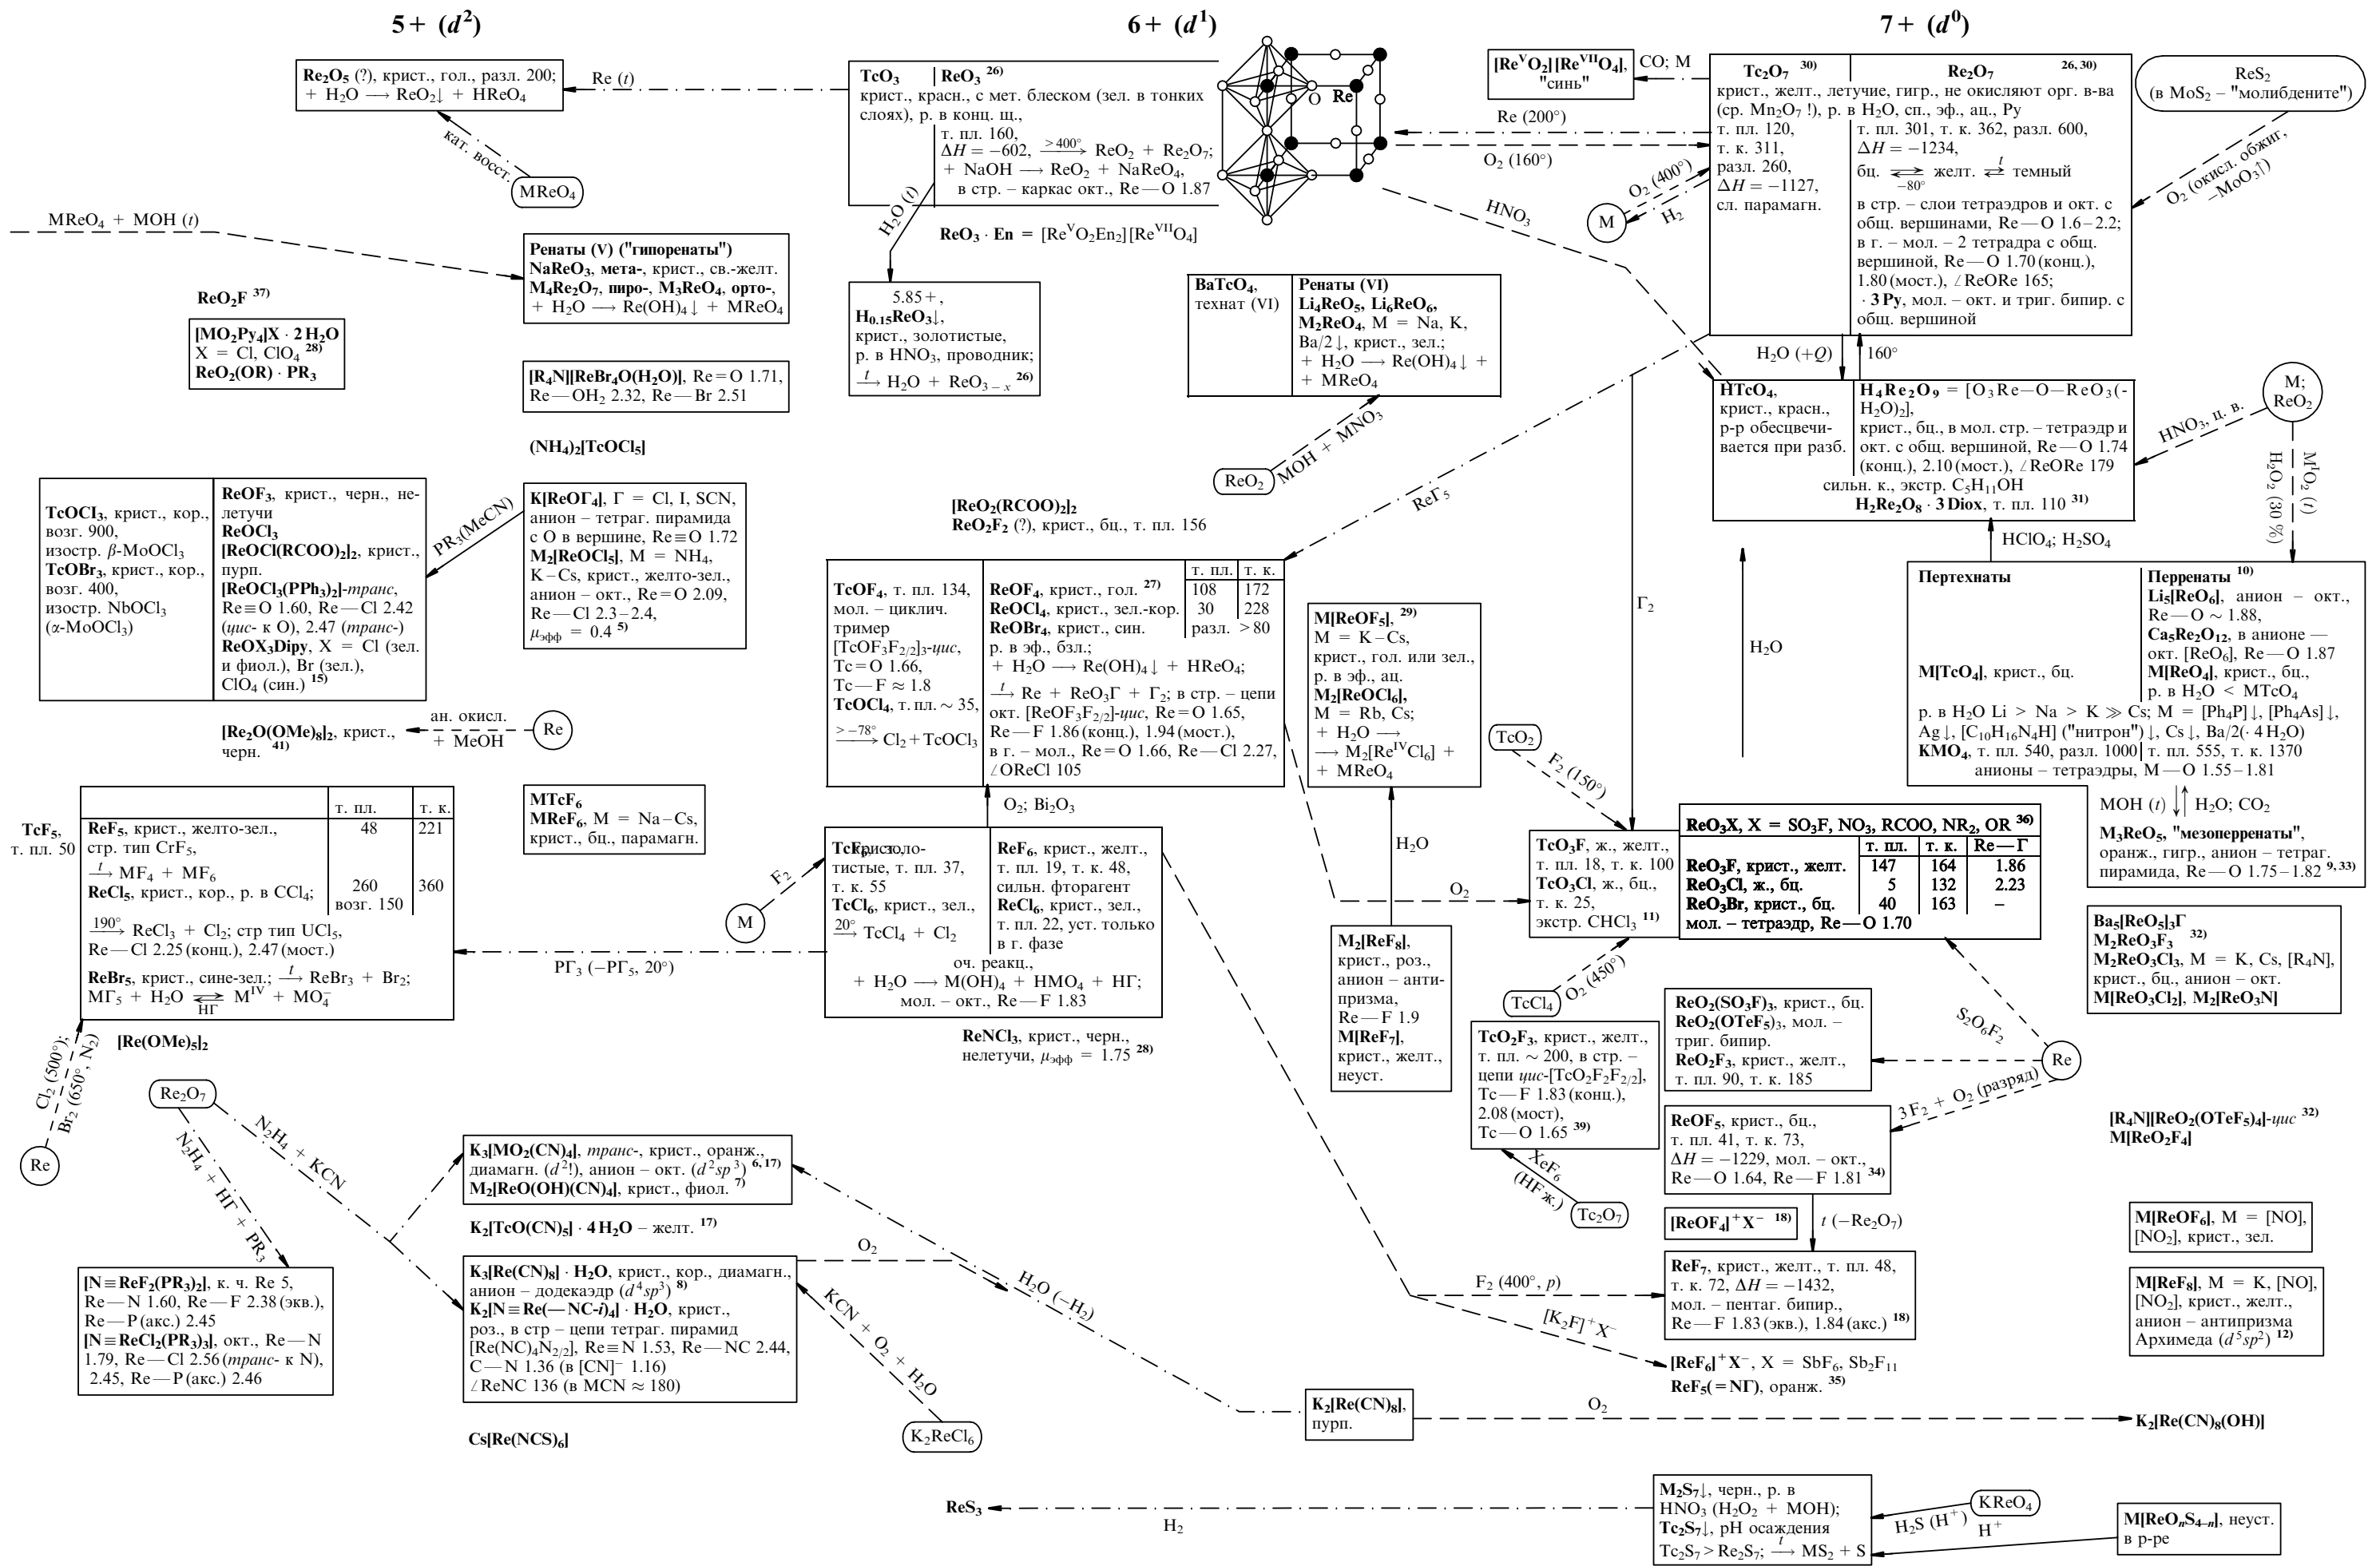 5+ (d²)
6+ (d¹)
7+ (d⁰)
Re₂O₅ (?), крист., гол., разл. 200;
+ H₂O ⟶ ReO₂↓ + HReO₄
Re (t)
кат. восст.
MReO₄
MReO₄ + MOH (t)
Ренаты (V) ("гипоренаты")
NaReO₃, мета-, крист., св.-желт.
M₄Re₂O₇, пиро-, M₃ReO₄, орто-,
+ H₂O ⟶ Re(OH)₄↓ + MReO₄
ReO₂F ³⁷⁾
[MO₂Py₄]X · 2H₂O
X = Cl, ClO₄ ²⁸⁾
ReO₂(OR) · PR₃
[R₄N][ReBr₄O(H₂O)], Re=O 1.71,
Re—OH₂ 2.32, Re—Br 2.51
(NH₄)₂[TcOCl₅]
TcOCl₃, крист., кор.,
возг. 900,
изостр. β-MoOCl₃
TcOBr₃, крист., кор.,
возг. 400,
изостр. NbOCl₃
(α-MoOCl₃)
ReOF₃, крист., черн., не-
летучи
ReOCl₃
[ReOCl(RCOO)₂]₂, крист.,
пурп.
[ReOCl₃(PPh₃)₂]-транс,
Re≡O 1.60, Re—Cl 2.42
(цис- к O), 2.47 (транс-)
ReOX₃Dipy, X = Cl (зел.
и фиол.), Br (зел.),
ClO₄ (син.) ¹⁵⁾
PR₃(MeCN)
K[ReOΓ₄], Γ = Cl, I, SCN,
анион – тетраг. пирамида
с O в вершине, Re≡O 1.72
M₂[ReOCl₅], M = NH₄,
K–Cs, крист., желто-зел.,
анион – окт., Re=O 2.09,
Re—Cl 2.3–2.4,
μэфф = 0.4 ⁵⁾
[Re₂O(OMe)₈]₂, крист.,
черн. ⁴¹⁾
ан. окисл.
+ MeOH
Re
TcF₅,
т. пл. 50
т. пл. т. к.
ReF₅, крист., желто-зел., 48 221
стр. тип CrF₅,
t⟶ MF₄ + MF₆
ReCl₅, крист., кор., р. в CCl₄; 260 360
возг. 150
190°⟶ ReCl₃ + Cl₂; стр тип UCl₅,
Re—Cl 2.25 (конц.), 2.47 (мост.)
ReBr₅, крист., сине-зел.; t⟶ ReBr₃ + Br₂;
MΓ₅ + H₂O ⇌ M^IV + MO₄⁻
HΓ
MTcF₆
MReF₆, M = Na–Cs,
крист., бц., парамагн.
[Re(OMe)₅]₂
Cl₂ (500°);
Br₂ (650°, N₂)
Re
Re₂O₇
N₂H₄ + KCN
N₂H₄ + HΓ + PR₃
[N≡ReF₂(PR₃)₂], к. ч. Re 5,
Re—N 1.60, Re—F 2.38 (экв.),
Re—P (акс.) 2.45
[N≡ReCl₂(PR₃)₃], окт., Re—N
1.79, Re—Cl 2.56 (транс- к N),
2.45, Re—P (акс.) 2.46
K₃[MO₂(CN)₄], транс-, крист., оранж.,
диамагн. (d²!), анион – окт. (d²sp³) ⁶,¹⁷⁾
M₂[ReO(OH)(CN)₄], крист., фиол. ⁷⁾
K₂[TcO(CN)₅] · 4H₂O – желт. ¹⁷⁾
K₃[Re(CN)₈] · H₂O, крист., кор., диамагн.,
анион – додекаэдр (d⁴sp³) ⁸⁾
K₂[N≡Re(—NC-i)₄] · H₂O, крист.,
роз., в стр – цепи тетраг. пирамид
[Re(NC)₄N₂/₂], Re≡N 1.53, Re—NC 2.44,
C—N 1.36 (в [CN]⁻ 1.16)
∠ReNC 136 (в MCN ≈ 180)
Cs[Re(NCS)₆]
O₂
H₂O (−H₂)
KCN + O₂ + H₂O
K₂ReCl₆
TcO₃
ReO₃ ²⁶⁾
крист., красн., с мет. блеском (зел. в тонких
слоях), р. в конц. щ.,
т. пл. 160,
ΔH = −602, >400°⟶ ReO₂ + Re₂O₇;
+ NaOH ⟶ ReO₂ + NaReO₄,
в стр. – каркас окт., Re—O 1.87
O Re
H₂O (t)
ReO₃ · En = [Re^V O₂En₂][Re^VII O₄]
5.85+,
H₀.₁₅ReO₃↓,
крист., золотистые,
р. в HNO₃, проводник;
t⟶ H₂O + ReO₃₋ₓ ²⁶⁾
BaTcO₄,
технат (VI)
Ренаты (VI)
Li₄ReO₅, Li₆ReO₆,
M₂ReO₄, M = Na, K,
Ba/2↓, крист., зел.;
+ H₂O ⟶ Re(OH)₄↓ +
+ MReO₄
ReO₂
MOH + MNO₃
[ReO₂(RCOO)₂]₂
ReO₂F₂ (?), крист., бц., т. пл. 156
ReΓ₅
TcOF₄, т. пл. 134,
мол. – циклич.
тример
[TcOF₃F₂/₂]₃-цис,
Tc=O 1.66,
Tc—F ≈ 1.8
TcOCl₄, т. пл. ∼ 35,
>−78°⟶ Cl₂+TcOCl₃
т. пл. т. к.
ReOF₄, крист., гол. ²⁷⁾ 108 172
ReOCl₄, крист., зел.-кор. 30 228
ReOBr₄, крист., син. разл. >80
р. в эф., бзл.;
+ H₂O ⟶ Re(OH)₄↓ + HReO₄;
t⟶ Re + ReO₃Γ + Γ₂; в стр. – цепи
окт. [ReOF₃F₂/₂]-цис, Re=O 1.65,
Re—F 1.86 (конц.), 1.94 (мост.),
в г. – мол., Re=O 1.66, Re—Cl 2.27,
∠OReCl 105
O₂; Bi₂O₃
M[ReOF₅], ²⁹⁾
M = K–Cs,
крист., гол. или зел.,
р. в эф., ац.
M₂[ReOCl₆],
M = Rb, Cs;
+ H₂O ⟶
⟶ M₂[Re^IV Cl₆] +
+ MReO₄
H₂O
F₂
M
TcF₆, крист., золо-
тистые, т. пл. 37,
т. к. 55
TcCl₆, крист., зел.,
20°⟶ TcCl₄ + Cl₂
ReF₆, крист., желт.,
т. пл. 19, т. к. 48,
сильн. фторагент
ReCl₆, крист., зел.,
т. пл. 22, уст. только
в г. фазе
оч. реакц.,
+ H₂O ⟶ M(OH)₄ + HMO₄ + HΓ;
мол. – окт., Re—F 1.83
PΓ₃ (−PΓ₅, 20°)
ReNCl₃, крист., черн.,
нелетучи, μэфф = 1.75 ²⁸⁾
M₂[ReF₈],
крист., роз.,
анион – анти-
призма,
Re—F 1.9
M[ReF₇],
крист., желт.,
неуст.
K₂[Re(CN)₈],
пурп.
O₂
K₂[Re(CN)₈(OH)]
[Re^V O₂][Re^VII O₄],
"синь"
CO; M
Re (200°)
O₂ (160°)
HNO₃
O₂ (400°)
H₂
M
Tc₂O₇ ³⁰⁾
Re₂O₇ ²⁶,³⁰⁾
крист., желт., летучие, гигр., не окисляют орг. в-ва
(ср. Mn₂O₇ !), р. в H₂O, сп., эф., ац., Py
т. пл. 120,
т. к. 311,
разл. 260,
ΔH = −1127,
сл. парамагн.
т. пл. 301, т. к. 362, разл. 600,
ΔH = −1234,
бц. ⇌ желт. t⇌ темный
−80°
в стр. – слои тетраэдров и окт. с
общ. вершинами, Re—O 1.6–2.2;
в г. – мол. – 2 тетрадра с общ.
вершиной, Re—O 1.70 (конц.),
1.80 (мост.), ∠ReORe 165;
· 3Py, мол. – окт. и триг. бипир. с
общ. вершиной
ReS₂
(в MoS₂ – "молибдените")
O₂ (окисл. обжиг,
−MoO₃↑)
H₂O (+Q)
160°
HTcO₄,
крист., красн.,
р-р обесцвечи-
вается при разб.
H₄Re₂O₉ = [O₃Re—O—ReO₃(-
H₂O)₂],
крист., бц., в мол. стр. – тетраэдр и
окт. с общ. вершиной, Re—O 1.74
(конц.), 2.10 (мост.), ∠ReORe 179
сильн. к., экстр. C₅H₁₁OH
H₂Re₂O₈ · 3Diox, т. пл. 110 ³¹⁾
M;
ReO₂
HNO₃, ц. в.
M^I O₂ (t)
H₂O₂ (30 %)
HClO₄; H₂SO₄
H₂O
Γ₂
Пертехнаты
Перренаты ¹⁰⁾
Li₅[ReO₆], анион – окт.,
Re—O ∼ 1.88,
Ca₅Re₂O₁₂, в анионе —
окт. [ReO₆], Re—O 1.87
M[TcO₄], крист., бц.
M[ReO₄], крист., бц.,
р. в H₂O < MTcO₄
р. в H₂O Li > Na > K ≫ Cs; M = [Ph₄P]↓, [Ph₄As]↓,
Ag↓, [C₁₀H₁₆N₄H] ("нитрон")↓, Cs↓, Ba/2(· 4H₂O)
KMO₄, т. пл. 540, разл. 1000 т. пл. 555, т. к. 1370
анионы – тетраэдры, M—O 1.55–1.81
MOH (t) H₂O; CO₂
M₃ReO₅, "мезоперренаты",
оранж., гигр., анион – тетраг.
пирамида, Re—O 1.75–1.82 ⁹,³³⁾
TcO₂
F₂ (150°)
O₂
TcO₃F, ж., желт.,
т. пл. 18, т. к. 100
TcO₃Cl, ж., бц.,
т. к. 25,
экстр. CHCl₃ ¹¹⁾
ReO₃X, X = SO₃F, NO₃, RCOO, NR₂, OR ³⁶⁾
т. пл. т. к. Re—Γ
ReO₃F, крист., желт. 147 164 1.86
ReO₃Cl, ж., бц. 5 132 2.23
ReO₃Br, крист., бц. 40 163 –
мол. – тетраэдр, Re—O 1.70
TcCl₄
O₂ (450°)
Ba₅[ReO₅]₃Γ
M₂ReO₃F₃ ³²⁾
M₂ReO₃Cl₃, M = K, Cs, [R₄N],
крист., бц., анион – окт.
M[ReO₃Cl₂], M₂[ReO₃N]
TcO₂F₃, крист., желт.,
т. пл. ∼ 200, в стр. –
цепи цис-[TcO₂F₂F₂/₂],
Tc—F 1.83 (конц.),
2.08 (мост),
Tc—O 1.65 ³⁹⁾
XeF₆
(HF ж.)
Tc₂O₇
ReO₂(SO₃F)₃, крист., бц.
ReO₂(OTeF₅)₃, мол. –
триг. бипир.
ReO₂F₃, крист., желт.,
т. пл. 90, т. к. 185
S₂O₆F₂
Re
3F₂ + O₂ (разряд)
ReOF₅, крист., бц.,
т. пл. 41, т. к. 73,
ΔH = −1229, мол. – окт.,
Re—O 1.64, Re—F 1.81 ³⁴⁾
[ReOF₄]⁺X⁻ ¹⁸⁾
t (−Re₂O₇)
[R₄N][ReO₂(OTeF₅)₄]-цис ³²⁾
M[ReO₂F₄]
ReF₇, крист., желт., т. пл. 48,
т. к. 72, ΔH = −1432,
мол. – пентаг. бипир.,
Re—F 1.83 (экв.), 1.84 (акс.) ¹⁸⁾
F₂ (400°, p)
[K₂F]⁺X⁻
[ReF₆]⁺X⁻, X = SbF₆, Sb₂F₁₁
ReF₅(=NΓ), оранж. ³⁵⁾
M[ReOF₆], M = [NO],
[NO₂], крист., зел.
M[ReF₈], M = K, [NO],
[NO₂], крист., желт.,
анион – антипризма
Архимеда (d⁵sp²) ¹²⁾
ReS₃
H₂
M₂S₇↓, черн., р. в
HNO₃ (H₂O₂ + MOH);
Tc₂S₇↓, pH осаждения
Tc₂S₇ > Re₂S₇; t⟶ MS₂ + S
KReO₄
H₂S (H⁺)
H⁺
M[ReOₙS₄₋ₙ], неуст.
в р-ре